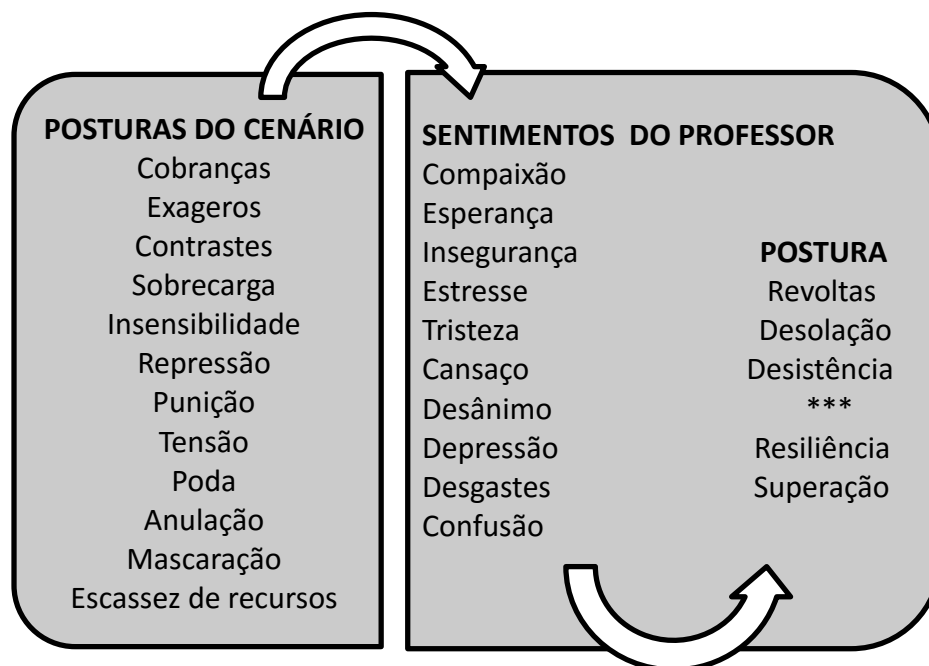 POSTURAS DO CENÁRIO
Cobranças
Exageros
Contrastes
Sobrecarga
Insensibilidade
Repressão
Punição
Tensão
Poda
Anulação
Mascaração
Escassez de recursos
SENTIMENTOS DO PROFESSOR
Compaixão
Esperança
Insegurança
Estresse
Tristeza
Cansaço
Desânimo
Depressão
Desgastes
Confusão
POSTURA
Revoltas
Desolação
Desistência
***
Resiliência
Superação